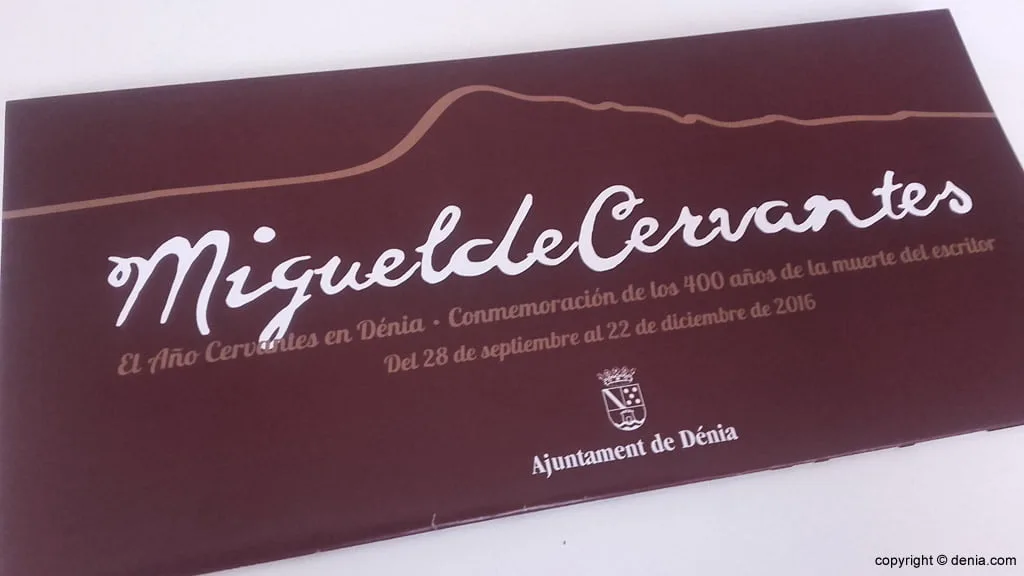 MigueldeCervantes
El Año Cervantes en Dénia • Conmemoración de los 400 años de la muerte del escritor
Del 28 de septiembre al 22 de diciembre de 2016
Ajuntament de Dénia
copyright © denia.com